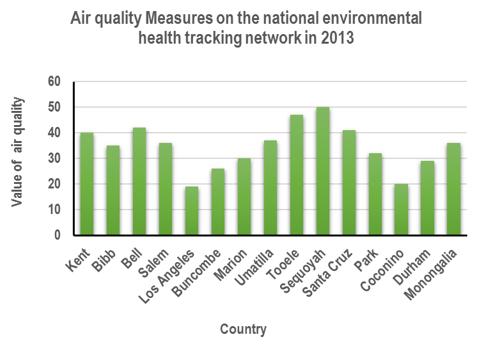 Air quality Measures on the national environmental
health tracking network in 2013
Value of air quality
60
50
40
30
20
10
0
Kent
Bibb
Bell
Salem
Los Angeles
Buncombe
Marion
Umatilla
Tooele
Sequoyah
Santa Cruz
Park
Coconino
Durham
Monongalia
Country